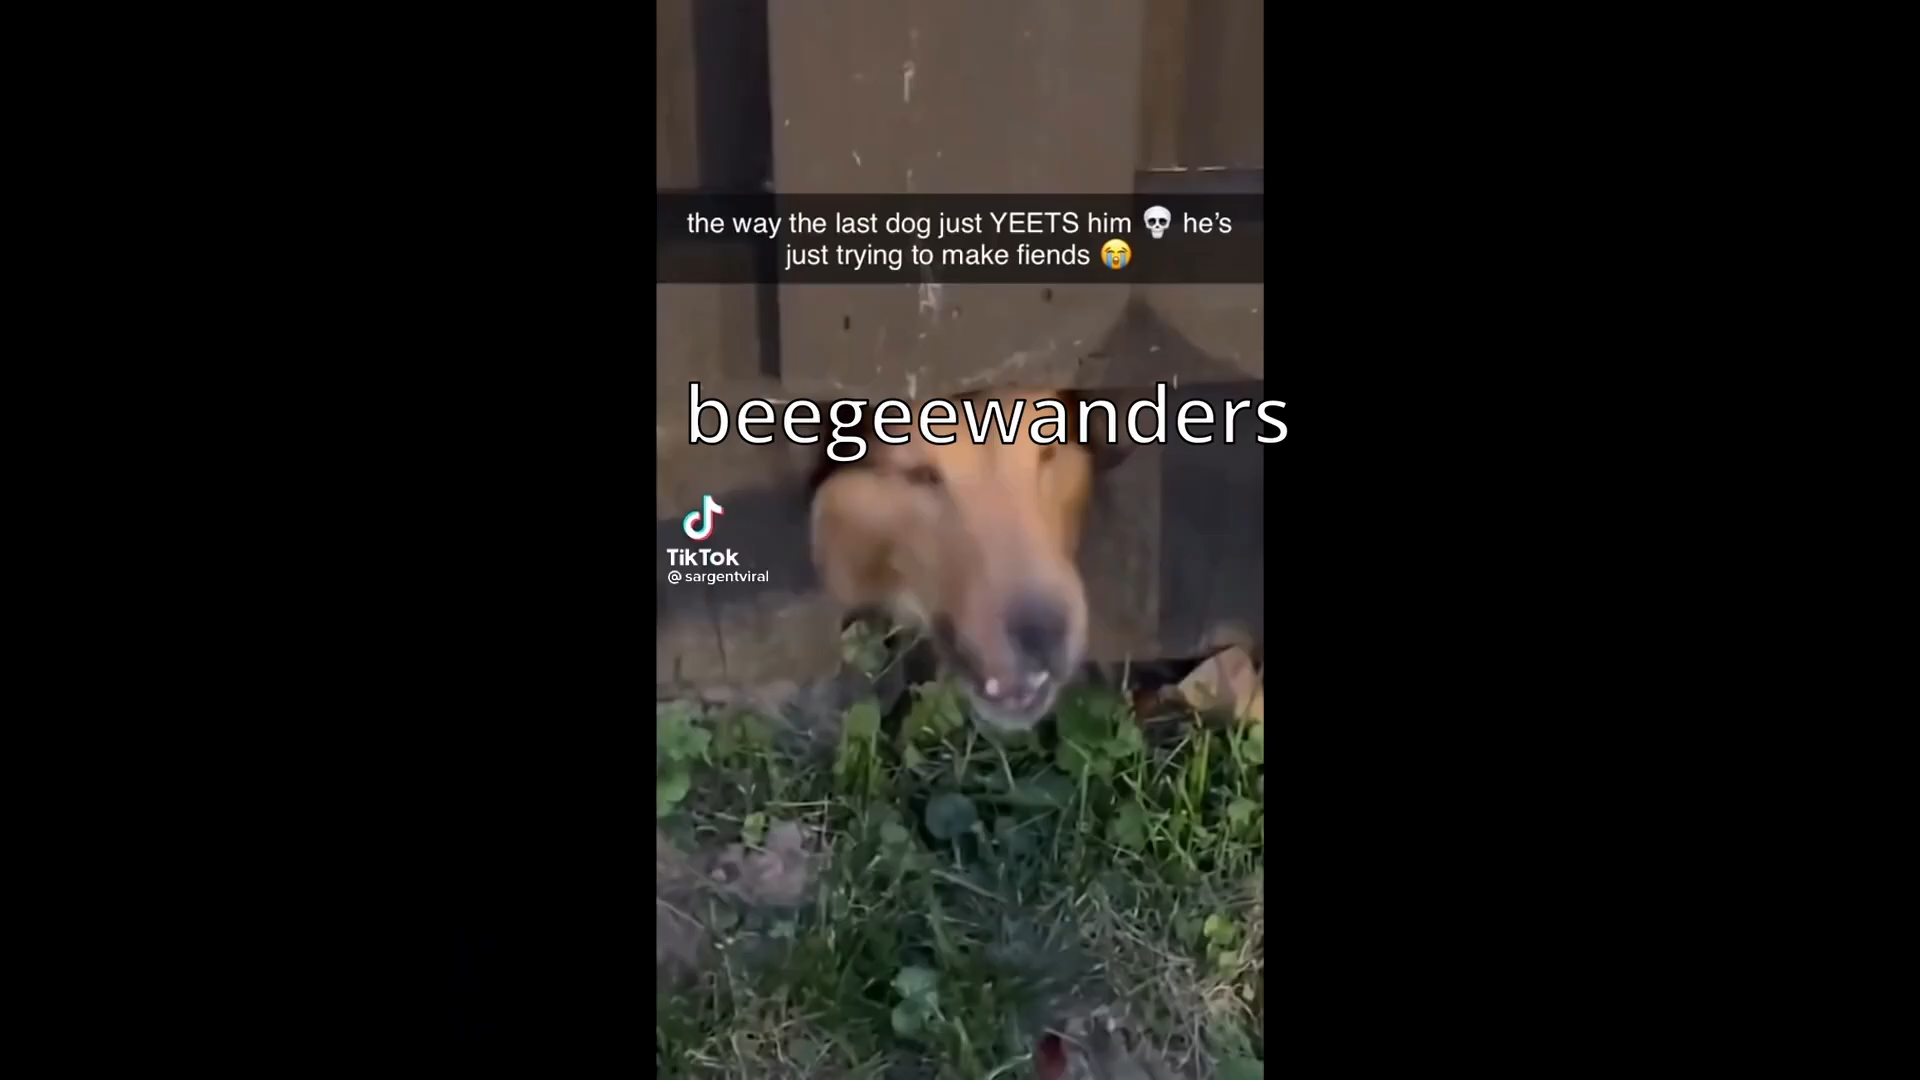 the way the last dog just YEETS him 💀 he’s
just trying to make fiends 😭
beegeewanders
TikTok
@sargentviral